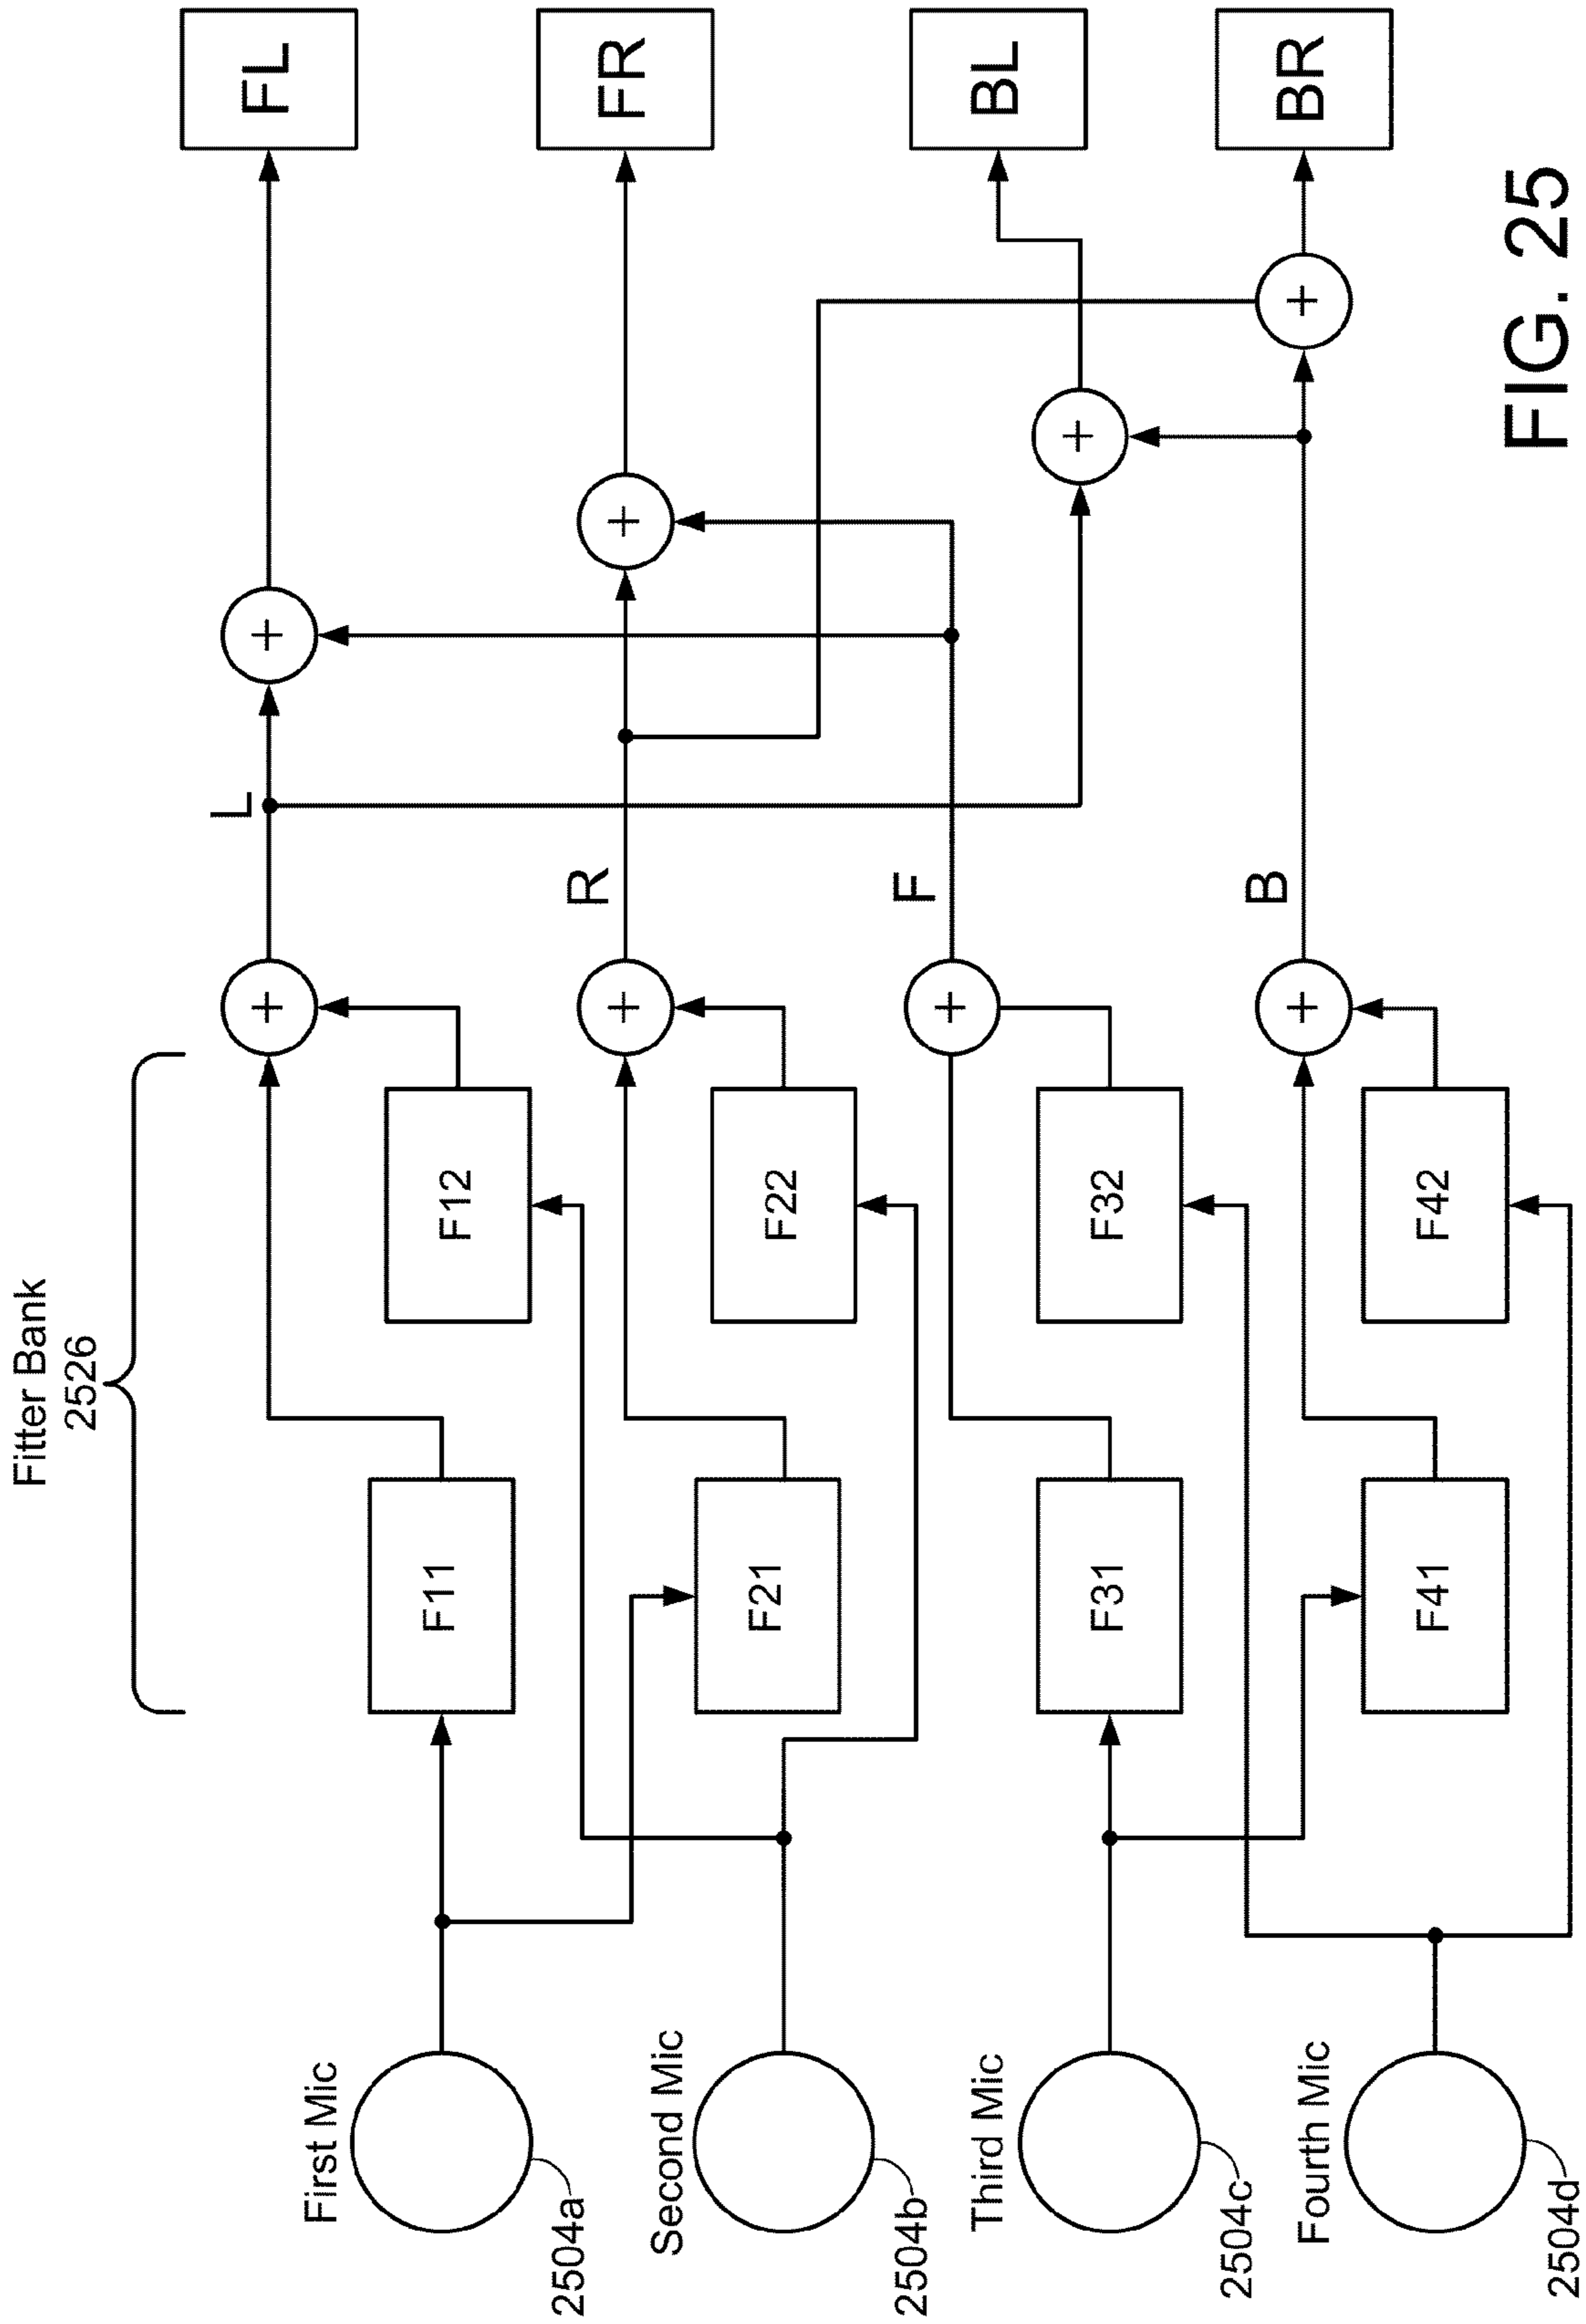 Fitter Bank
2526
First Mic
2504a
F11
F12
+
L
+
FL
Second Mic
2504b
F21
F22
+
R
+
FR
Third Mic
2504c
F31
F32
+
F
+
BL
Fourth Mic
2504d
F41
F42
+
B
+
BR
FIG. 25